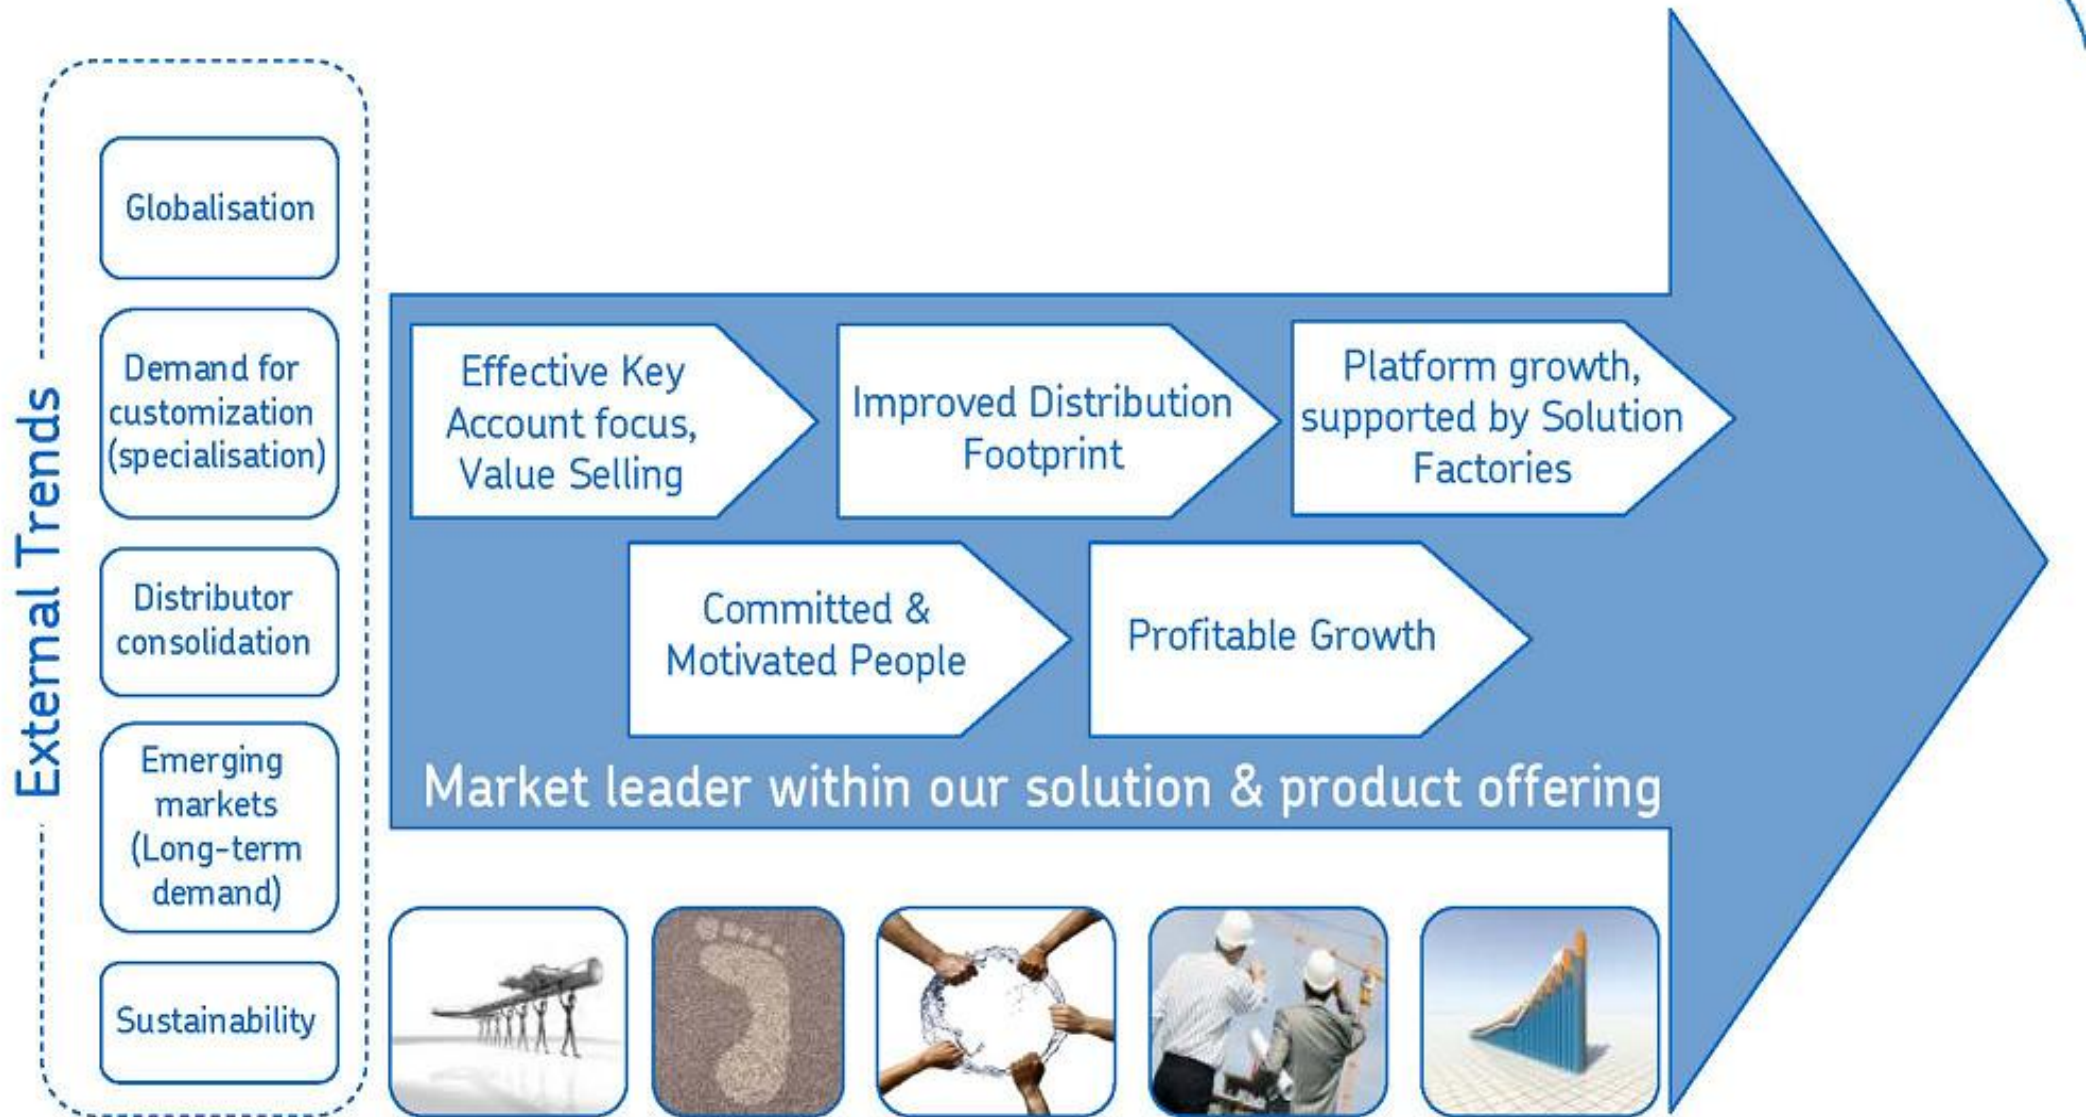 External Trends
Globalisation
Demand for
customization
(specialisation)
Distributor
consolidation
Emerging
markets
(Long-term
demand)
Sustainability
Effective Key
Account focus,
Value Selling
Improved Distribution
Footprint
Platform growth,
supported by Solution
Factories
Committed &
Motivated People
Profitable Growth
Market leader within our solution & product offering